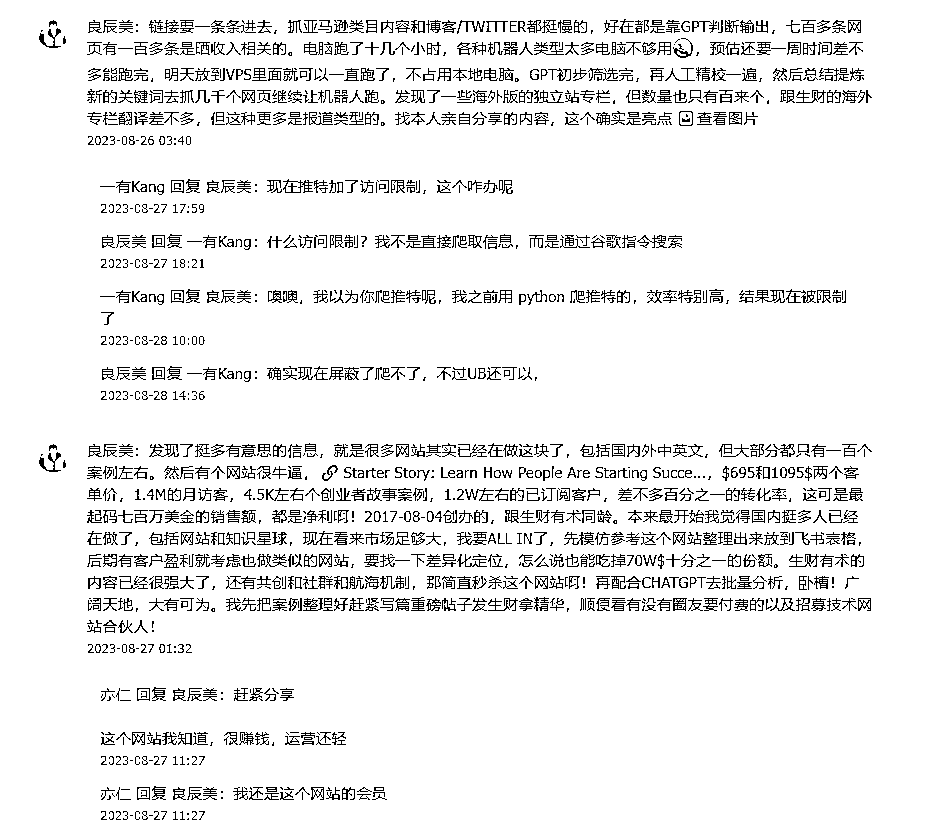 良辰美：链接要一条条进去，抓亚马逊类目内容和博客/TWITTER都挺慢的，好在都是靠GPT判断输出，七百多条网
页有一百多条是晒收入相关的。电脑跑了十几个小时，各种机器人类型太多电脑不够用，预估还要一周时间差不
多能跑完，明天放到VPS里面就可以一直跑了，不占用本地电脑。GPT初步筛选完，再人工精校一遍，然后总结提炼
新的关键词去抓几千个网页继续让机器人跑。发现了一些海外版的独立站专栏，但数量也只有百来个，跟生财的海外
专栏翻译差不多，但这种更多是报道类型的。找本人亲自分享的内容，这个确实是亮点 查看图片
2023-08-26 03:40
一有Kang 回复 良辰美：现在推特加了访问限制，这个咋办呢
2023-08-27 17:59
良辰美 回复 一有Kang：什么访问限制？我不是直接爬取信息，而是通过谷歌指令搜索
2023-08-27 18:21
一有Kang 回复 良辰美：噢噢，我以为你爬推特呢，我之前用 python 爬推特的，效率特别高，结果现在被限制
了
2023-08-28 10:00
良辰美 回复 一有Kang：确实现在屏蔽了爬不了，不过UB还可以，
2023-08-28 14:36
良辰美：发现了挺多有意思的信息，就是很多网站其实已经在做这块了，包括国内外中英文，但大部分都只有一百个
案例左右。然后有个网站很牛逼， Starter Story: Learn How People Are Starting Succe...，$695和1095$两个客
单价，1.4M的月访客，4.5K左右个创业者故事案例，1.2W左右的已订阅客户，差不多百分之一的转化率，这可是最
起码七百万美金的销售额，都是净利啊！2017-08-04创办的，跟生财有术同龄。本来最开始我觉得国内挺多人已经
在做了，包括网站和知识星球，现在看来市场足够大，我要ALL IN了，先模仿参考这个网站整理出来放到飞书表格，
后期有客户盈利就考虑也做类似的网站，要找一下差异化定位，怎么说也能吃掉70W$十分之一的份额。生财有术的
内容已经很强大了，还有共创和社群和航海机制，那简直秒杀这个网站啊！再配合CHATGPT去批量分析，卧槽！广
阔天地，大有可为。我先把案例整理好赶紧写篇重磅帖子发生财拿精华，顺便看有没有圈友要付费的以及招募技术网
站合伙人！
2023-08-27 01:32
亦仁 回复 良辰美：赶紧分享
这个网站我知道，很赚钱，运营还轻
2023-08-27 11:27
亦仁 回复 良辰美：我还是这个网站的会员
2023-08-27 11:27